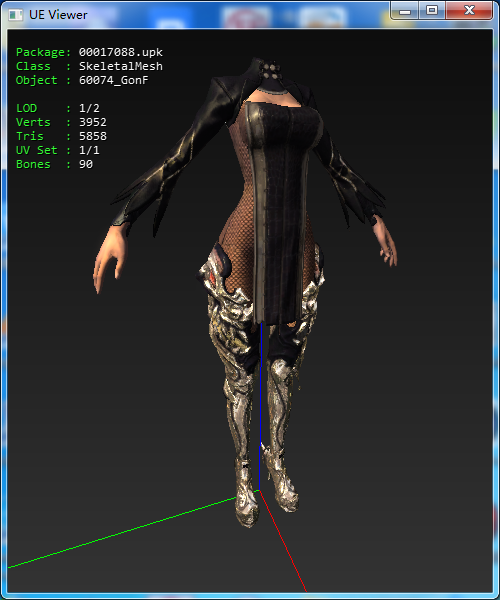 UE Viewer
Package: 00017088.upk
Class : SkeletalMesh
Object : 60074_GonF
LOD : 1/2
Verts : 3952
Tris : 5858
UV Set : 1/1
Bones : 90